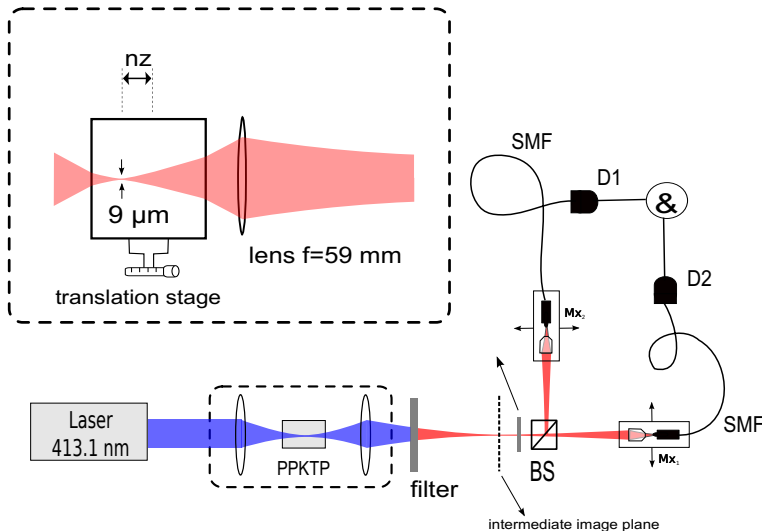 nz
9 μm
lens f=59 mm
translation stage
SMF
D1
&
D2
Mx₂
Laser
413.1 nm
PPKTP
filter
BS
Mx₁
SMF
intermediate image plane